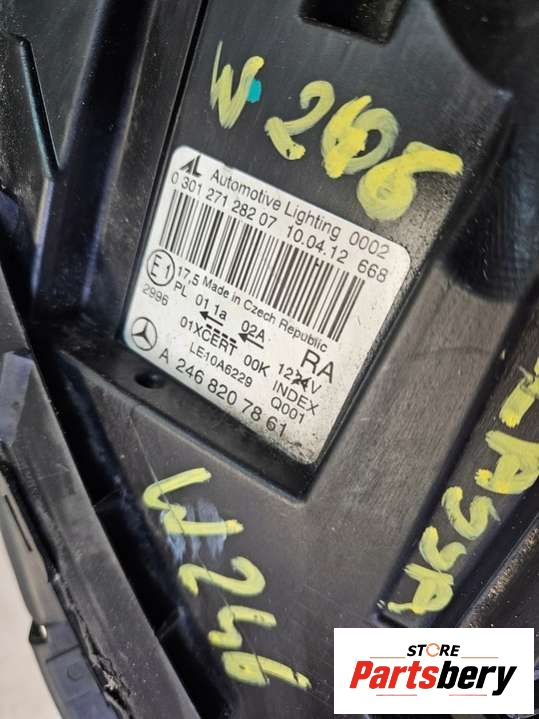 W 246
AL Automotive Lighting 0002
0 301 271 282 07 10.04.12 668
E1 17,5 Made in Czech Republic
2996 PL 01,1a 02A RA
01XCERT 00K 12V
LE10A6229 INDEX
A 246 820 78 61 Q001
W 246
STORE
Partsbery